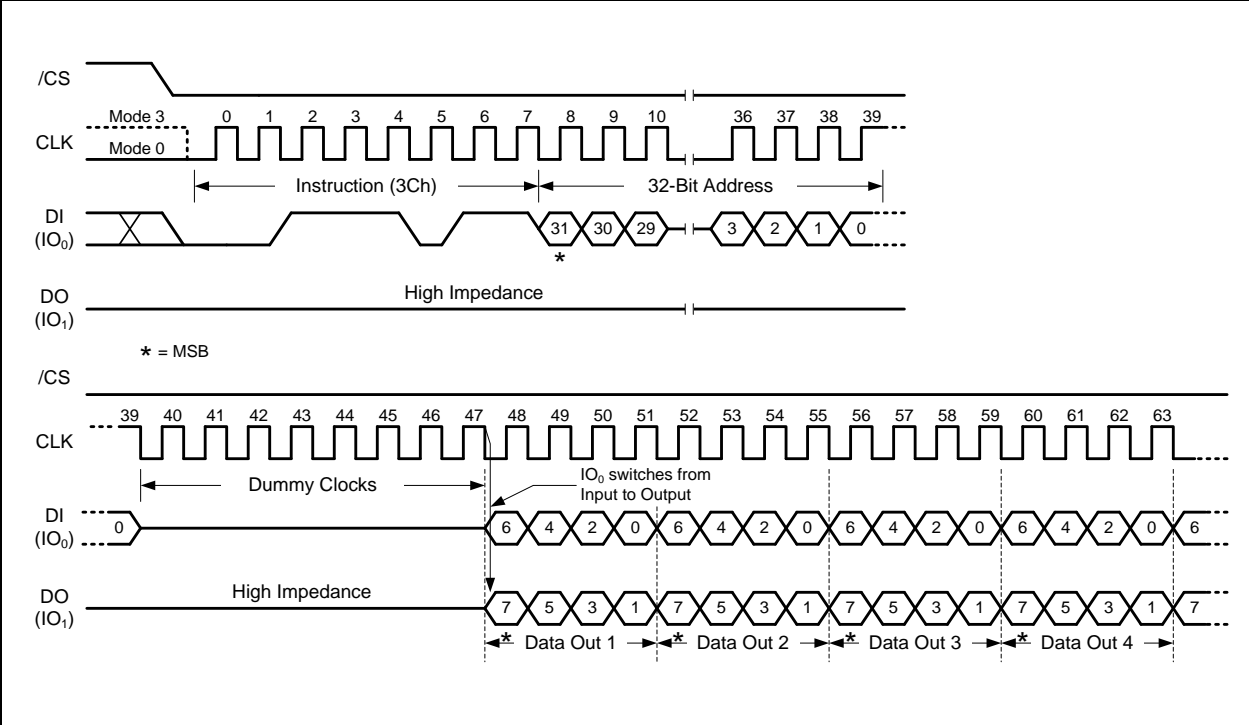 /CS
Mode 3 0 1 2 3 4 5 6 7 8 9 10 36 37 38 39
CLK
Mode 0
Instruction (3Ch) 32-Bit Address
DI
(IO₀)
31 30 29 3 2 1 0
*
High Impedance
DO
(IO₁)
* = MSB
/CS
39 40 41 42 43 44 45 46 47 48 49 50 51 52 53 54 55 56 57 58 59 60 61 62 63
CLK
Dummy Clocks
IO₀ switches from
Input to Output
DI
(IO₀)
0 6 4 2 0 6 4 2 0 6 4 2 0 6 4 2 0 6
High Impedance
DO
(IO₁)
7 5 3 1 7 5 3 1 7 5 3 1 7 5 3 1 7
* Data Out 1 * Data Out 2 * Data Out 3 * Data Out 4